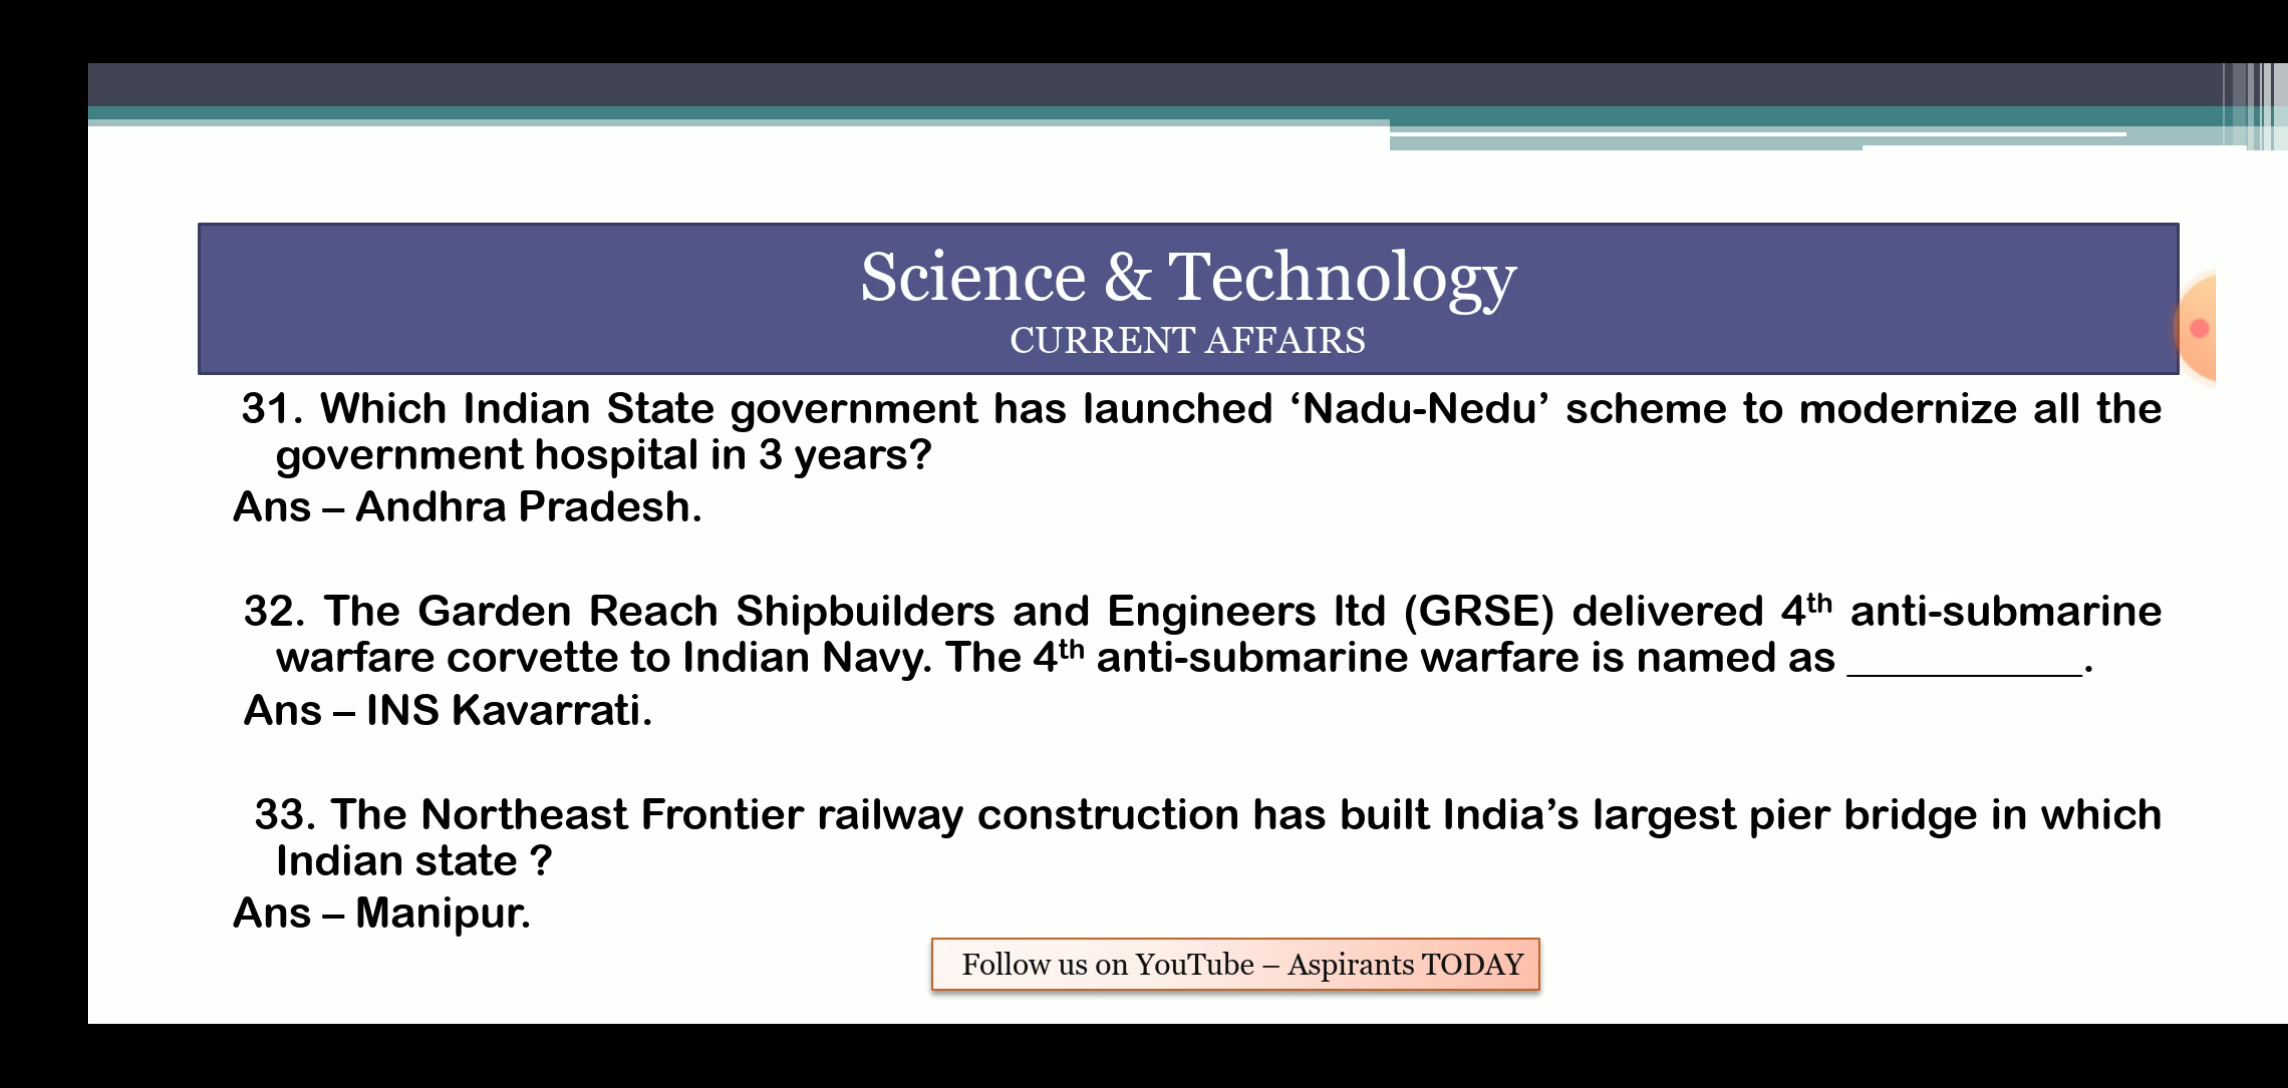 Science & Technology
CURRENT AFFAIRS
31. Which Indian State government has launched ‘Nadu-Nedu’ scheme to modernize all the
government hospital in 3 years?
Ans – Andhra Pradesh.
32. The Garden Reach Shipbuilders and Engineers ltd (GRSE) delivered 4th anti-submarine
warfare corvette to Indian Navy. The 4th anti-submarine warfare is named as ___________.
Ans – INS Kavarrati.
33. The Northeast Frontier railway construction has built India’s largest pier bridge in which
Indian state ?
Ans – Manipur.
Follow us on YouTube – Aspirants TODAY